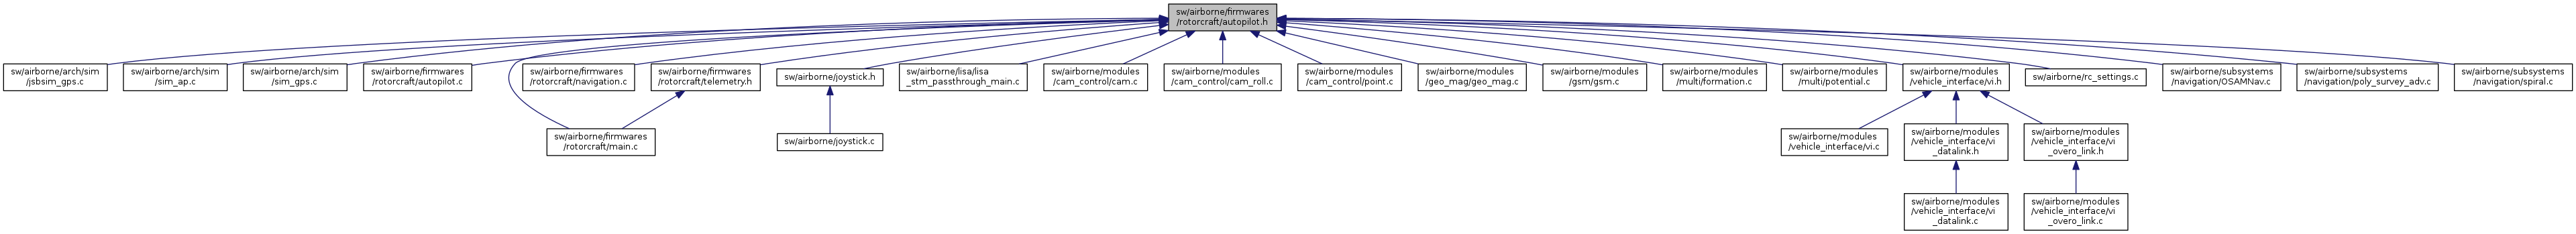 sw/airborne/firmwares
/rotorcraft/autopilot.h
sw/airborne/arch/sim
/jsbsim_gps.c
sw/airborne/arch/sim
/sim_ap.c
sw/airborne/arch/sim
/sim_gps.c
sw/airborne/firmwares
/rotorcraft/autopilot.c
sw/airborne/firmwares
/rotorcraft/navigation.c
sw/airborne/firmwares
/rotorcraft/telemetry.h
sw/airborne/joystick.h
sw/airborne/lisa/lisa
_stm_passthrough_main.c
sw/airborne/modules
/cam_control/cam.c
sw/airborne/modules
/cam_control/cam_roll.c
sw/airborne/modules
/cam_control/point.c
sw/airborne/modules
/geo_mag/geo_mag.c
sw/airborne/modules
/gsm/gsm.c
sw/airborne/modules
/multi/formation.c
sw/airborne/modules
/multi/potential.c
sw/airborne/modules
/vehicle_interface/vi.h
sw/airborne/rc_settings.c
sw/airborne/subsystems
/navigation/OSAMNav.c
sw/airborne/subsystems
/navigation/poly_survey_adv.c
sw/airborne/subsystems
/navigation/spiral.c
sw/airborne/firmwares
/rotorcraft/main.c
sw/airborne/joystick.c
sw/airborne/modules
/vehicle_interface/vi.c
sw/airborne/modules
/vehicle_interface/vi
_datalink.h
sw/airborne/modules
/vehicle_interface/vi
_overo_link.h
sw/airborne/modules
/vehicle_interface/vi
_datalink.c
sw/airborne/modules
/vehicle_interface/vi
_overo_link.c